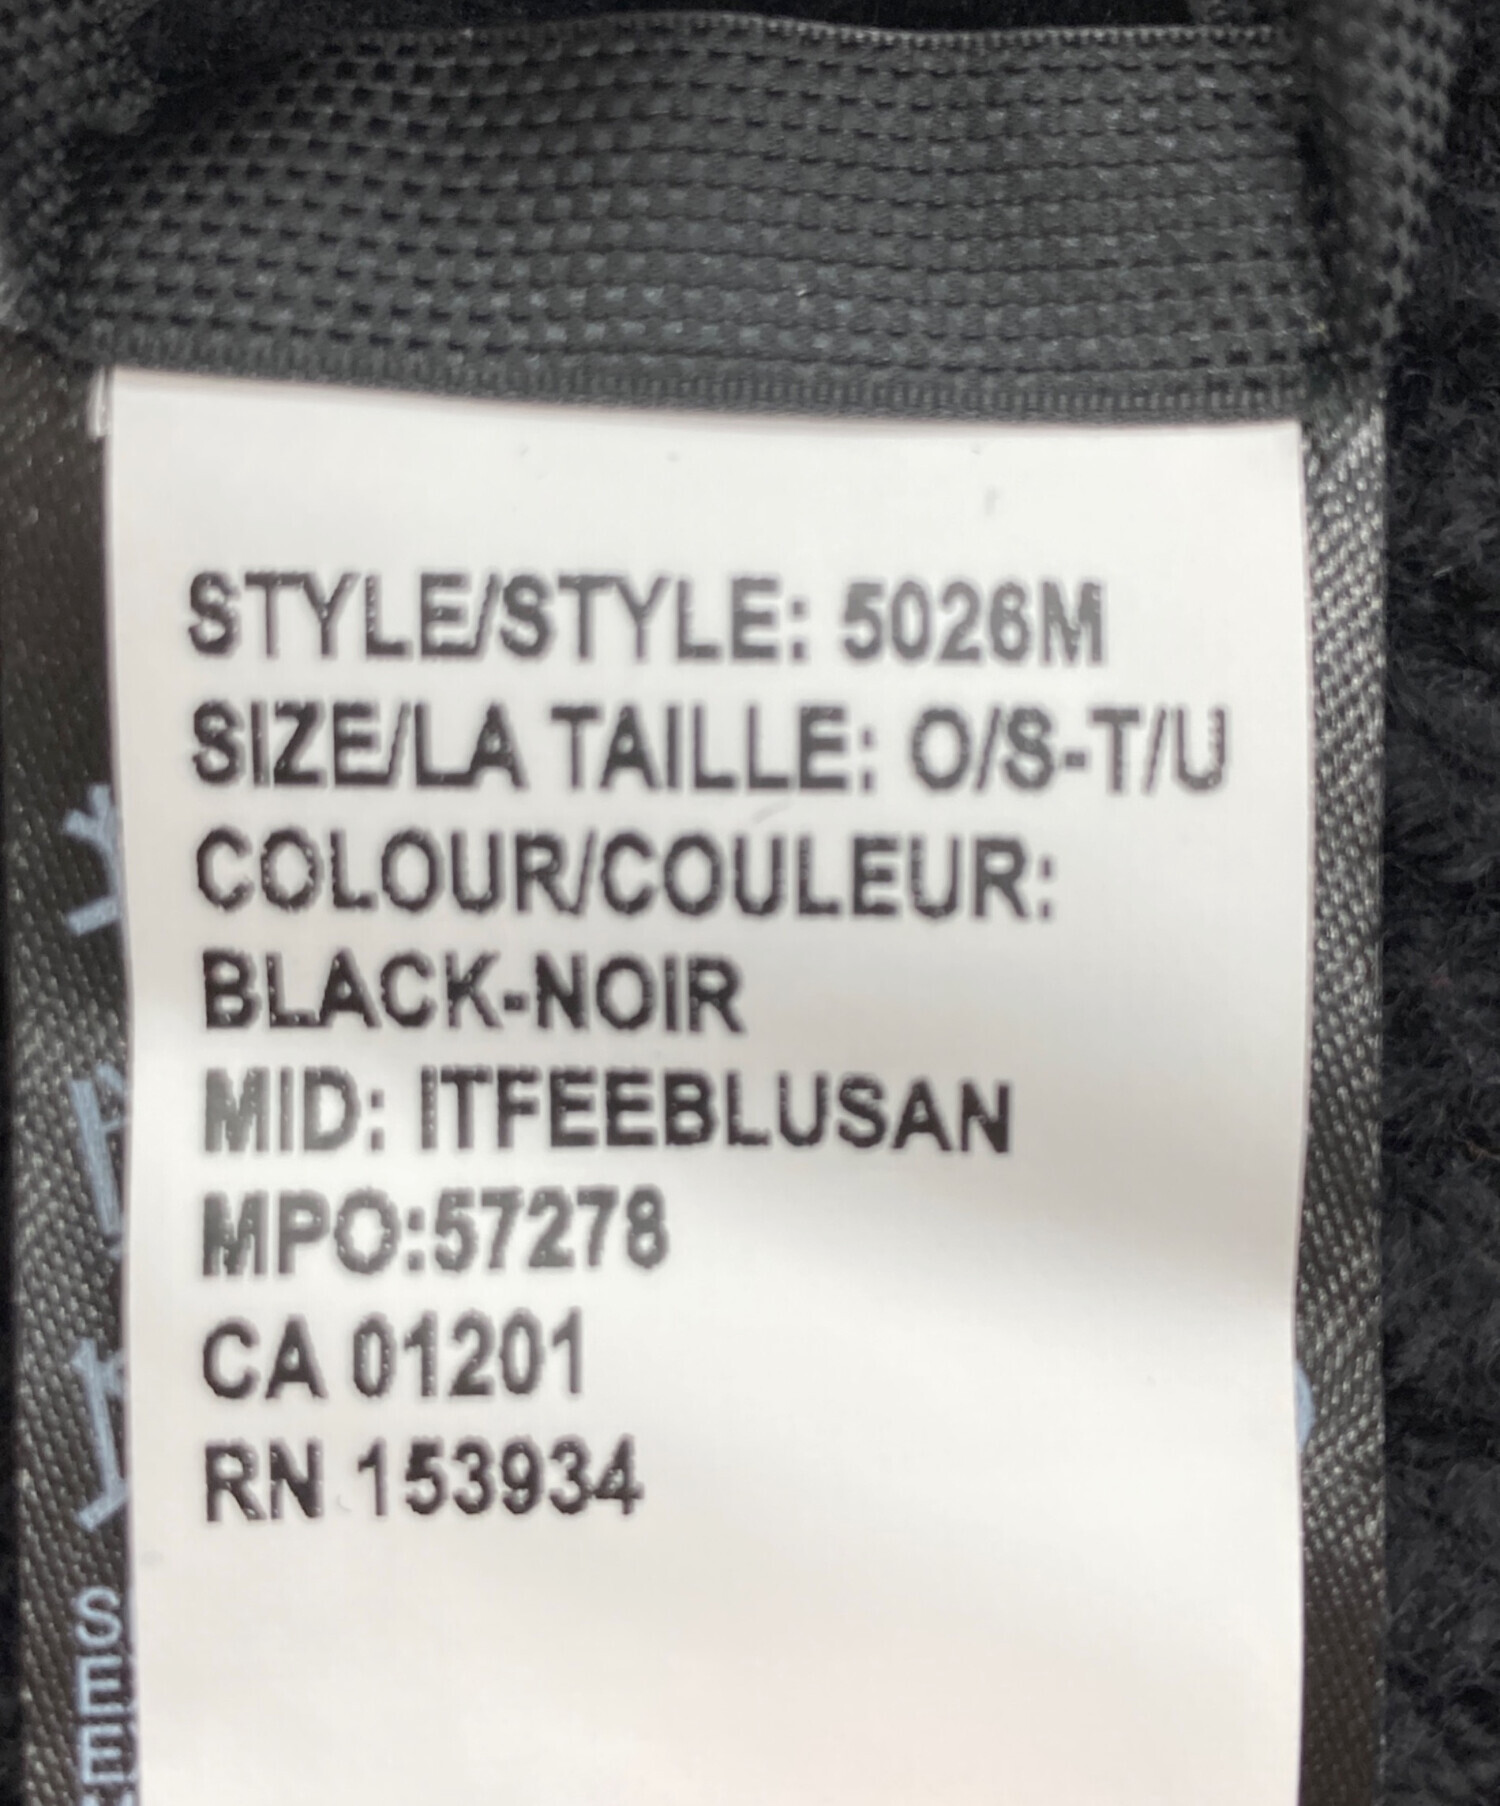 STYLE/STYLE: 5026M
SIZE/LA TAILLE: O/S-T/U
COLOUR/COULEUR:
BLACK-NOIR
MID: ITFEEBLUSAN
MPO:57278
CA 01201
RN 153934